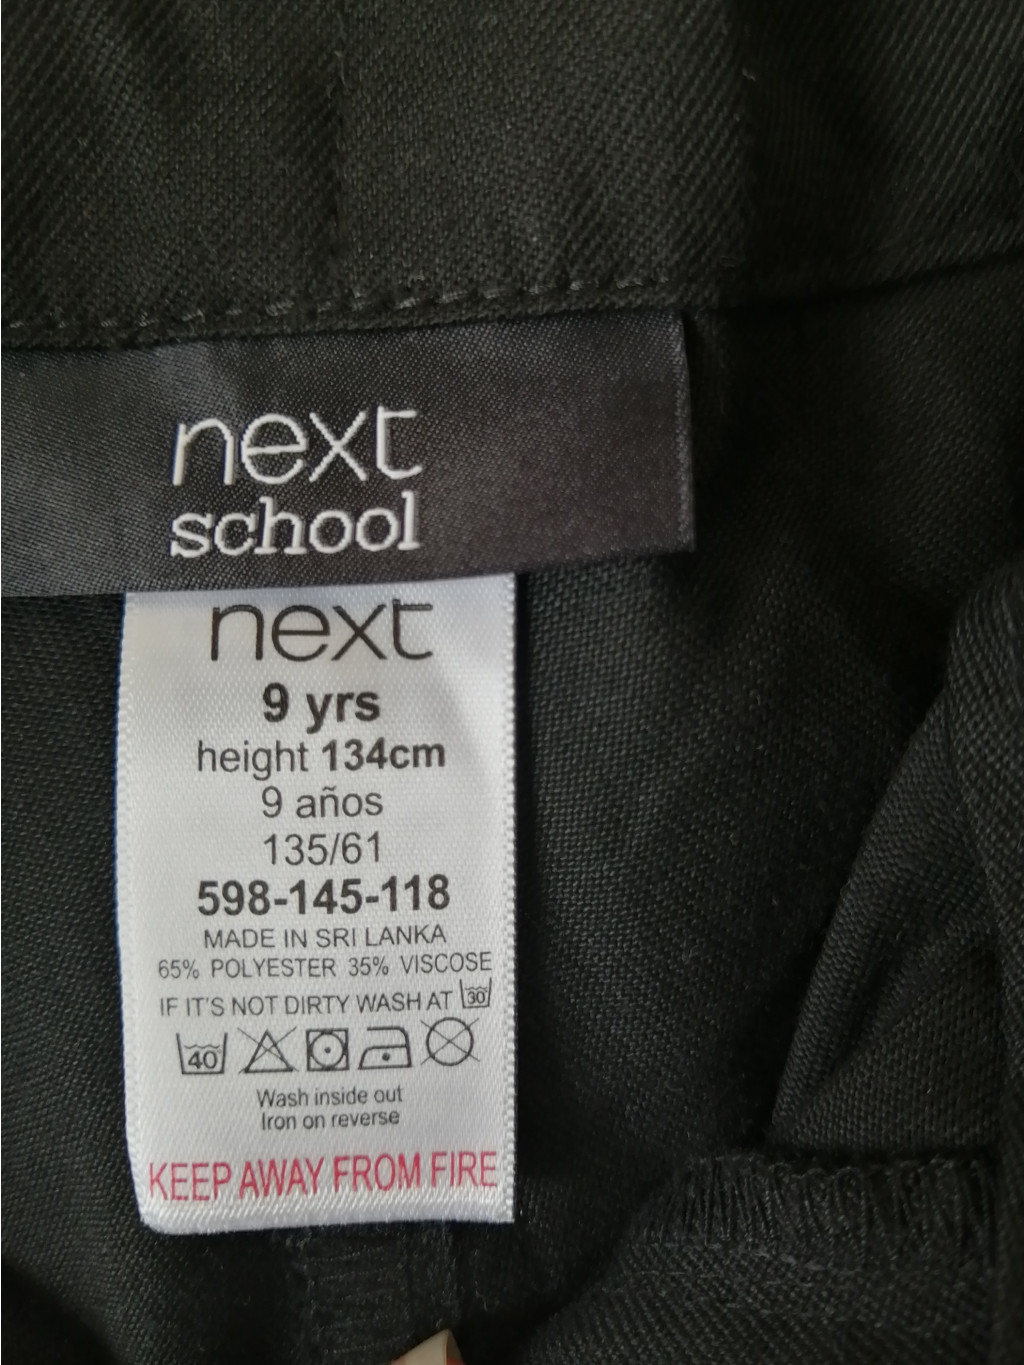 next
school
next
9 yrs
height 134cm
9 años
135/61
598-145-118
MADE IN SRI LANKA
65% POLYESTER 35% VISCOSE
IF IT'S NOT DIRTY WASH AT 30
40
Wash inside out
Iron on reverse
KEEP AWAY FROM FIRE